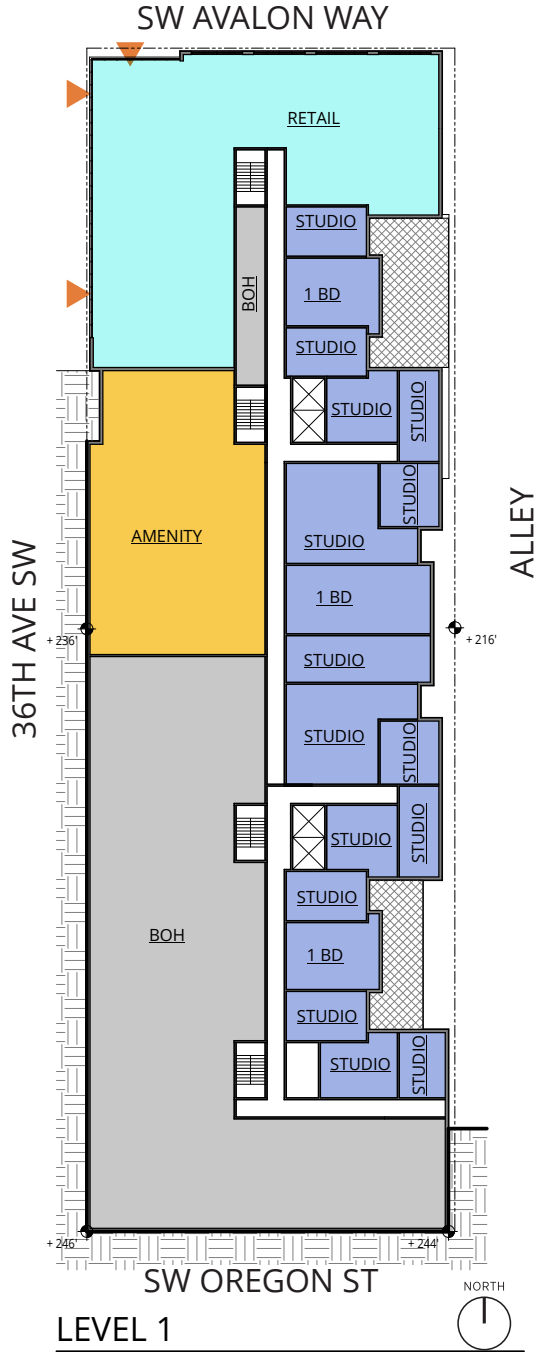 SW AVALON WAY
RETAIL
STUDIO
BOH
1 BD
STUDIO
STUDIO
STUDIO
STUDIO
AMENITY
STUDIO
ALLEY
36TH AVE SW
1 BD
+ 236'
+ 216'
STUDIO
STUDIO
STUDIO
STUDIO
STUDIO
STUDIO
BOH
1 BD
STUDIO
STUDIO
STUDIO
+ 246'
+ 244'
SW OREGON ST
NORTH
LEVEL 1